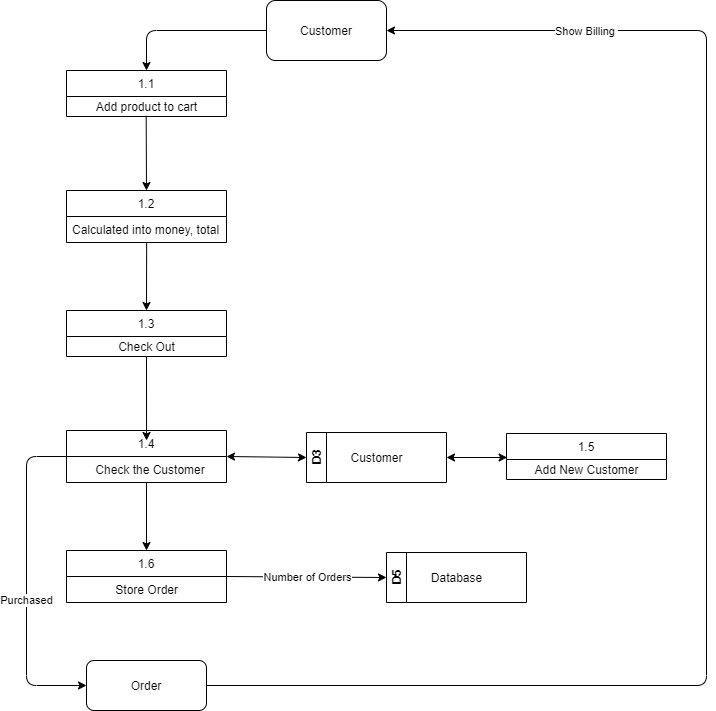 Customer
Show Billing
1.1
Add product to cart
1.2
Calculated into money, total
1.3
Check Out
1.4
Check the Customer
D3
Customer
1.5
Add New Customer
1.6
Store Order
Number of Orders
D5
Database
Purchased
Order